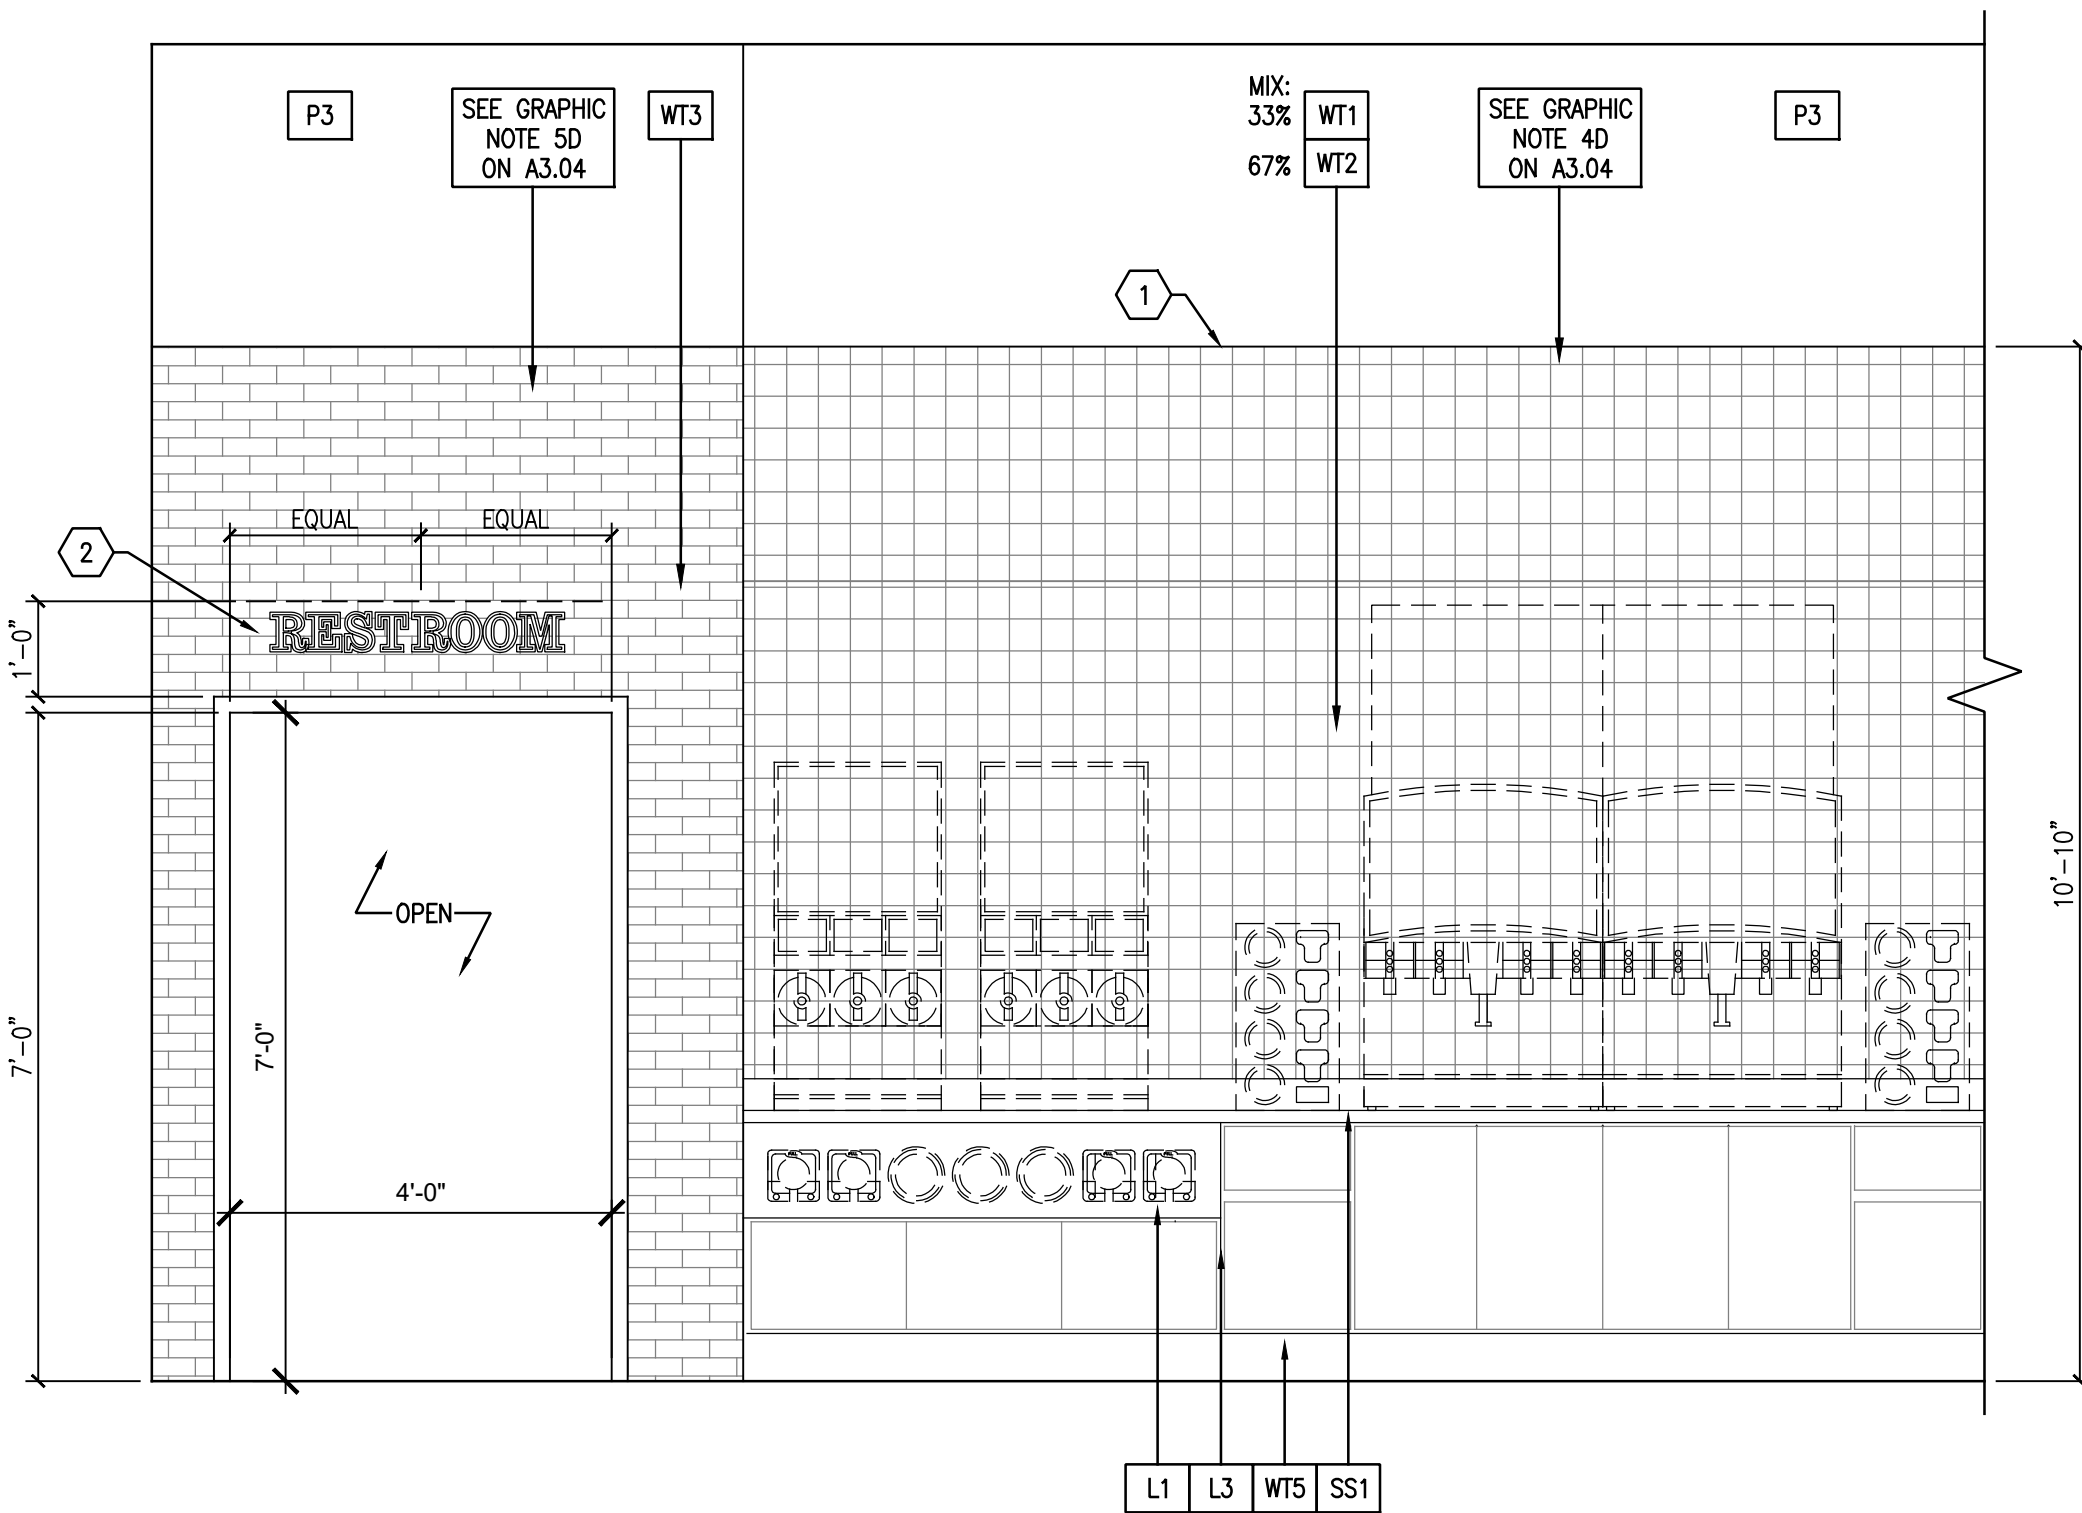 P3
SEE GRAPHIC
NOTE 5D
ON A3.04
WT3
MIX:
33% WT1
67% WT2
SEE GRAPHIC
NOTE 4D
ON A3.04
P3
1
EQUAL EQUAL
2
RESTROOM
1'-0"
7'-0"
7'-0"
OPEN
4'-0"
10'-10"
L1 L3 WT5 SS1